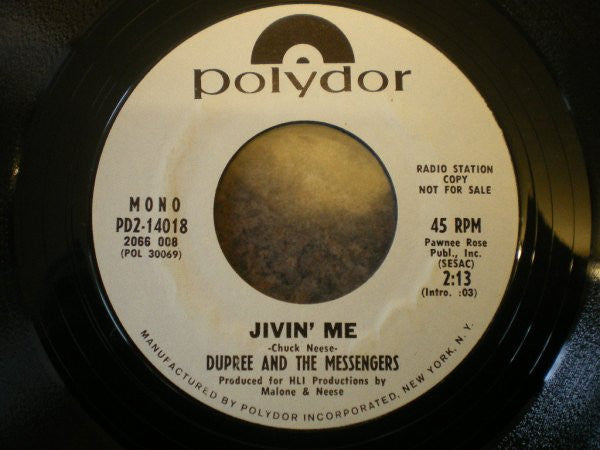 polydor
RADIO STATION
COPY
NOT FOR SALE
MONO
PD2-14018
2066 008
(POL 30069)
45 RPM
Pawnee Rose
Publ., Inc.
(SESAC)
2:13
(Intro. :03)
JIVIN' ME
-Chuck Neese-
DUPREE AND THE MESSENGERS
Produced for HLI Productions by
Malone & Neese
MANUFACTURED BY POLYDOR INCORPORATED, NEW YORK, N.Y.